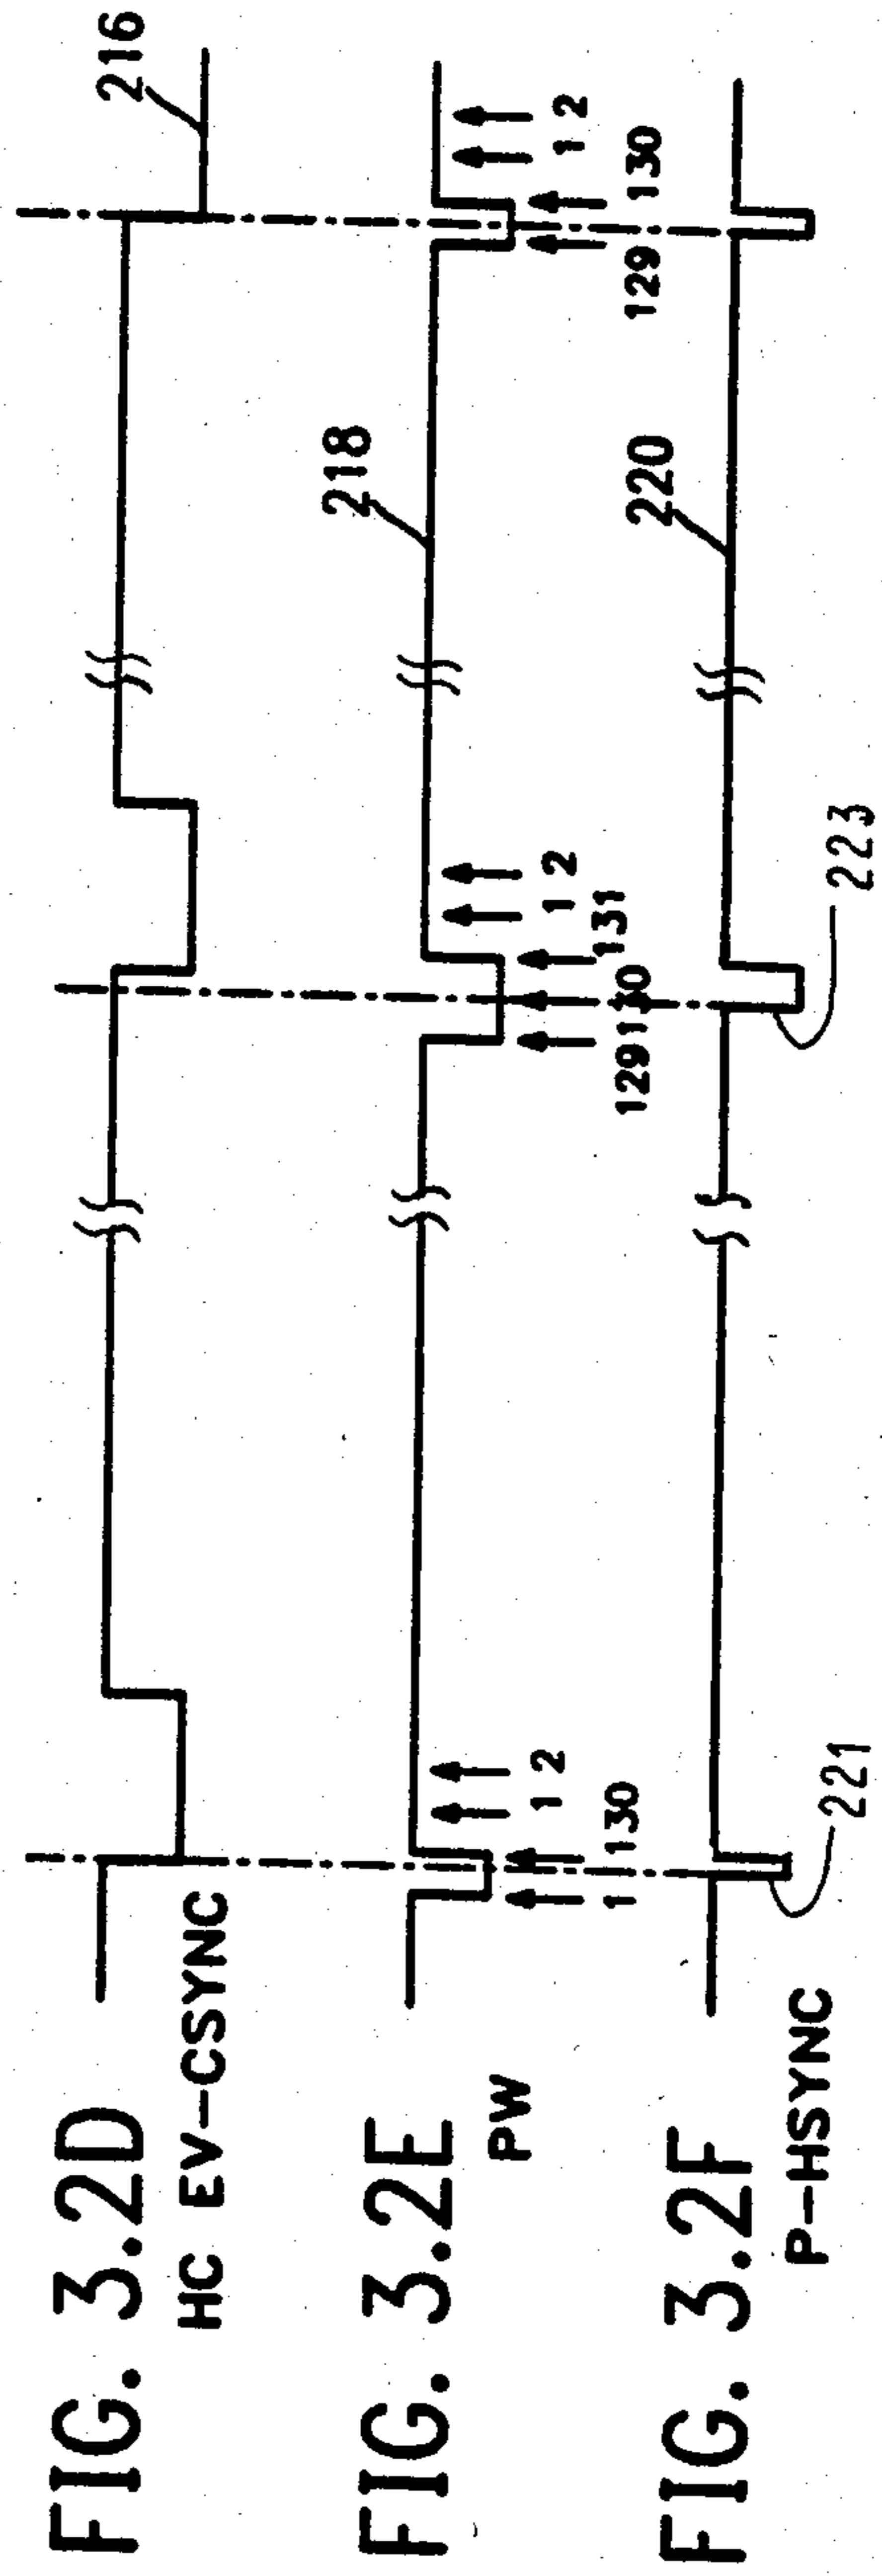 FIG. 3.2D
HC EV-CSYNC
216
FIG. 3.2E
PW
218
1 2
1 130
1 2
129 130 131
1 2
129 130
FIG. 3.2F
P-HSYNC
220
221
223